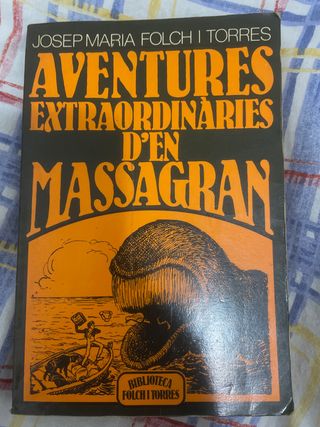 JOSEP MARIA FOLCH I TORRES
AVENTURES
EXTRAORDINÀRIES
D'EN
MASSAGRAN
BIBLIOTECA
FOLCH I TORRES